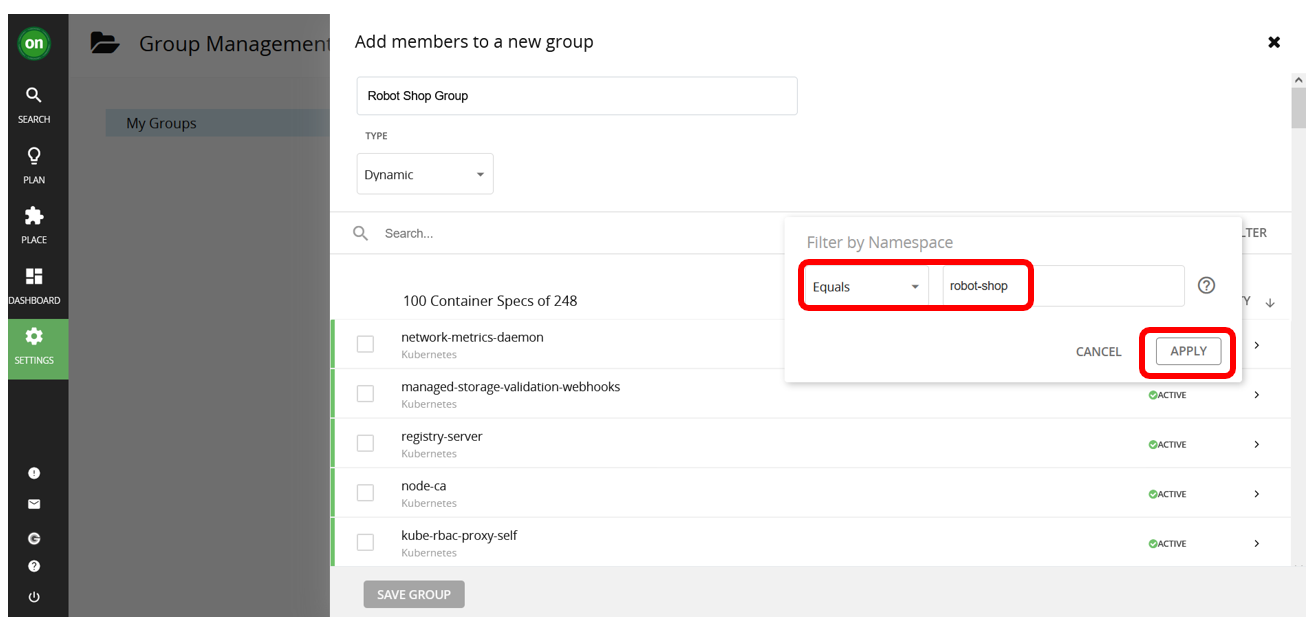 on
Group Management
Add members to a new group
SEARCH
Robot Shop Group
My Groups
TYPE
PLAN
Dynamic
PLACE
Search...
LTER
Filter by Namespace
Equals
robot-shop
DASHBOARD
100 Container Specs of 248
TY
SETTINGS
network-metrics-daemon
Kubernetes
CANCEL
APPLY
managed-storage-validation-webhooks
Kubernetes
ACTIVE
registry-server
Kubernetes
ACTIVE
node-ca
Kubernetes
ACTIVE
kube-rbac-proxy-self
Kubernetes
ACTIVE
SAVE GROUP